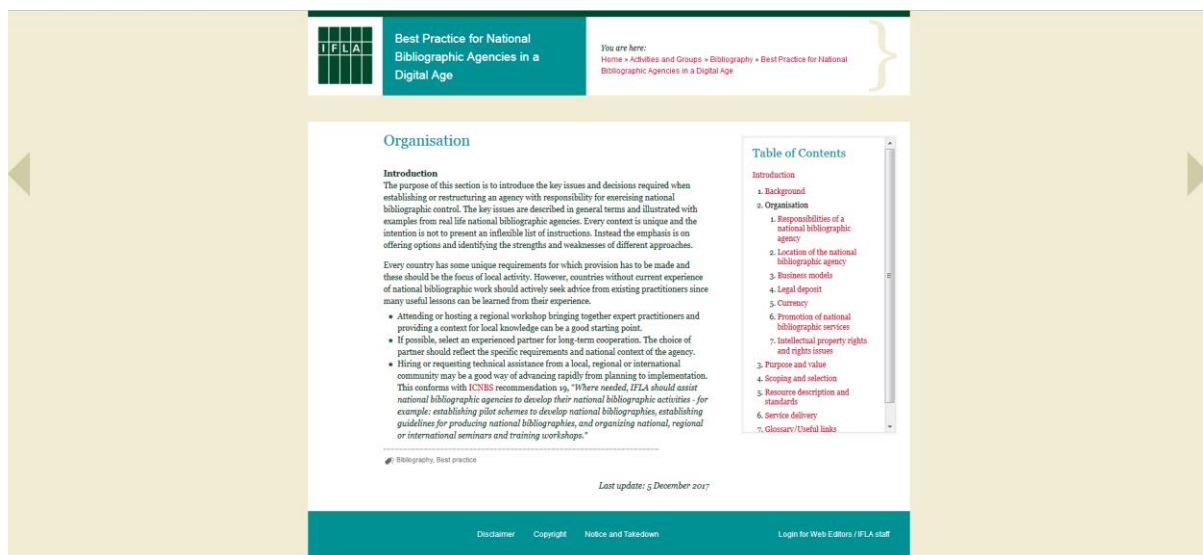 IFLA
Best Practice for National
Bibliographic Agencies in a
Digital Age
You are here:
Home » Activities and Groups » Bibliography » Best Practice for National
Bibliographic Agencies in a Digital Age
Organisation
Introduction
The purpose of this section is to introduce the key issues and decisions required when
establishing or restructuring an agency with responsibility for exercising national
bibliographic control. The key issues are described in general terms and illustrated with
examples from real life national bibliographic agencies. Every context is unique and the
intention is not to present an inflexible list of instructions. Instead the emphasis is on
offering options and identifying the strengths and weaknesses of different approaches.
Every country has some unique requirements for which provision has to be made and
these should be the focus of local activity. However, countries without current experience
of national bibliographic work should actively seek advice from existing practitioners since
many useful lessons can be learned from their experience.
• Attending or hosting a regional workshop bringing together expert practitioners and
providing a context for local knowledge can be a good starting point.
• If possible, select an experienced partner for long-term cooperation. The choice of
partner should reflect the specific requirements and national context of the agency.
• Hiring or requesting technical assistance from a local, regional or international
community may be a good way of advancing rapidly from planning to implementation.
This conforms with ICNBS recommendation 19, "Where needed, IFLA should assist
national bibliographic agencies to develop their national bibliographic activities - for
example: establishing pilot schemes to develop national bibliographies, establishing
guidelines for producing national bibliographies, and organizing national, regional
or international seminars and training workshops."
Bibliography, Best practice
Last update: 5 December 2017
Table of Contents
Introduction
1. Background
2. Organisation
1. Responsibilities of a
national bibliographic
agency
2. Location of the national
bibliographic agency
3. Business models
4. Legal deposit
5. Currency
6. Promotion of national
bibliographic services
7. Intellectual property rights
and rights issues
3. Purpose and value
4. Scoping and selection
5. Resource description and
standards
6. Service delivery
7. Glossary/Useful links
Disclaimer Copyright Notice and Takedown Login for Web Editors / IFLA staff